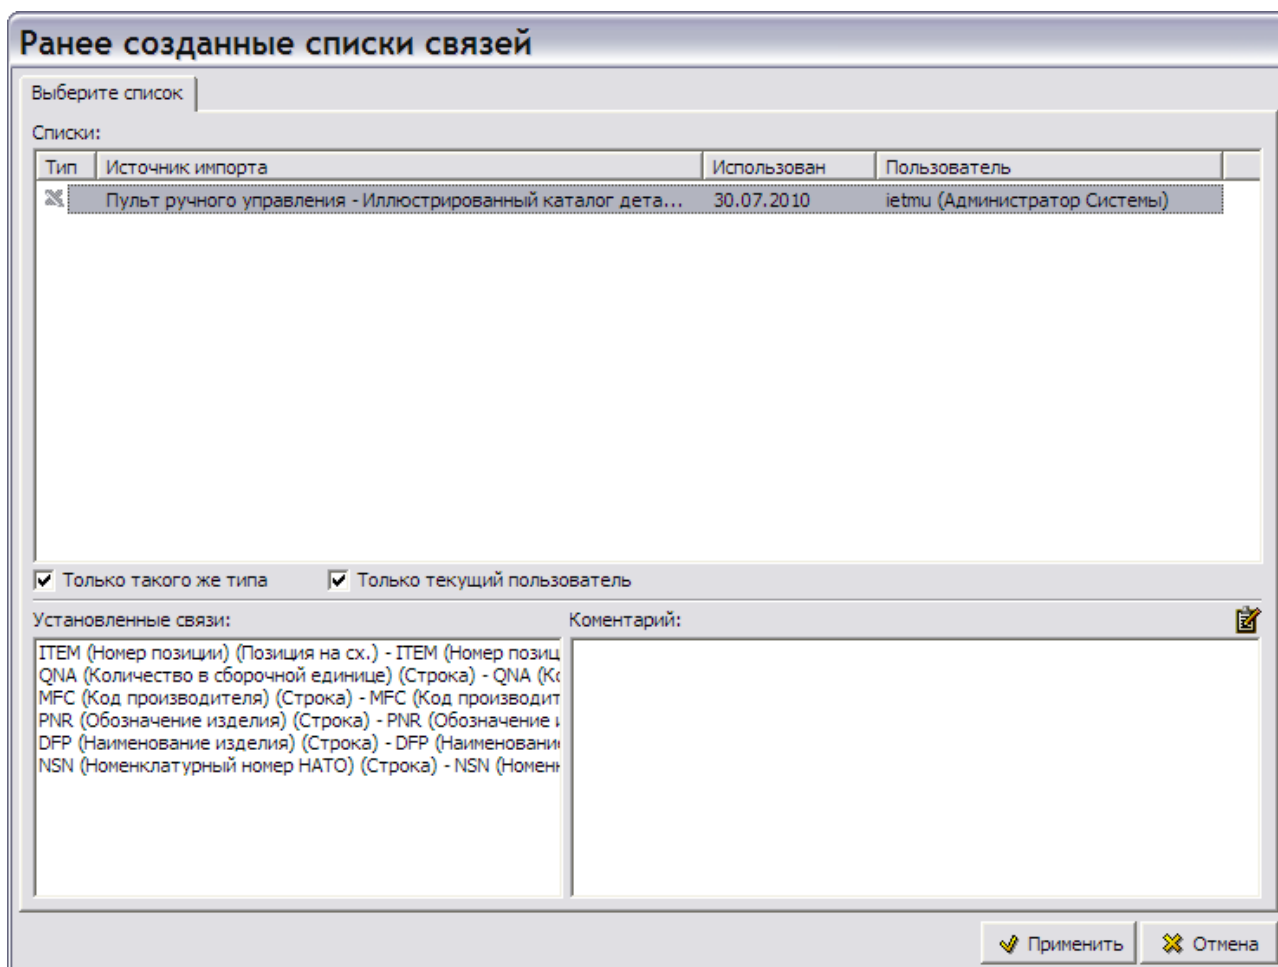 Ранее созданные списки связей
Выберите список
Списки:
Тип Источник импорта Использован Пользователь
Пульт ручного управления - Иллюстрированный каталог дета... 30.07.2010 ietmu (Администратор Системы)
Только такого же типа Только текущий пользователь
Установленные связи: Коментарий:
ITEM (Номер позиции) (Позиция на сх.) - ITEM (Номер позиц
QNA (Количество в сборочной единице) (Строка) - QNA (Ко
MFC (Код производителя) (Строка) - MFC (Код производит
PNR (Обозначение изделия) (Строка) - PNR (Обозначение и
DFP (Наименование изделия) (Строка) - DFP (Наименовани
NSN (Номенклатурный номер НАТО) (Строка) - NSN (Номен
Применить Отмена